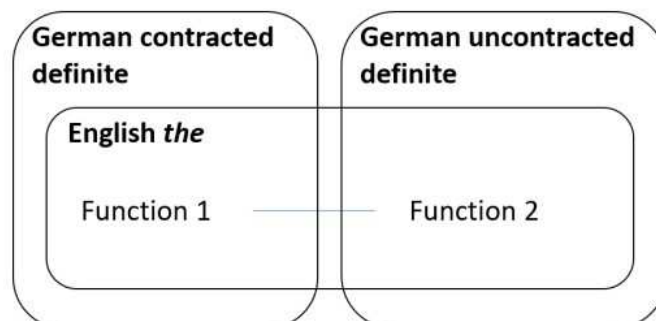 German contracted
definite
German uncontracted
definite
English the
Function 1
Function 2